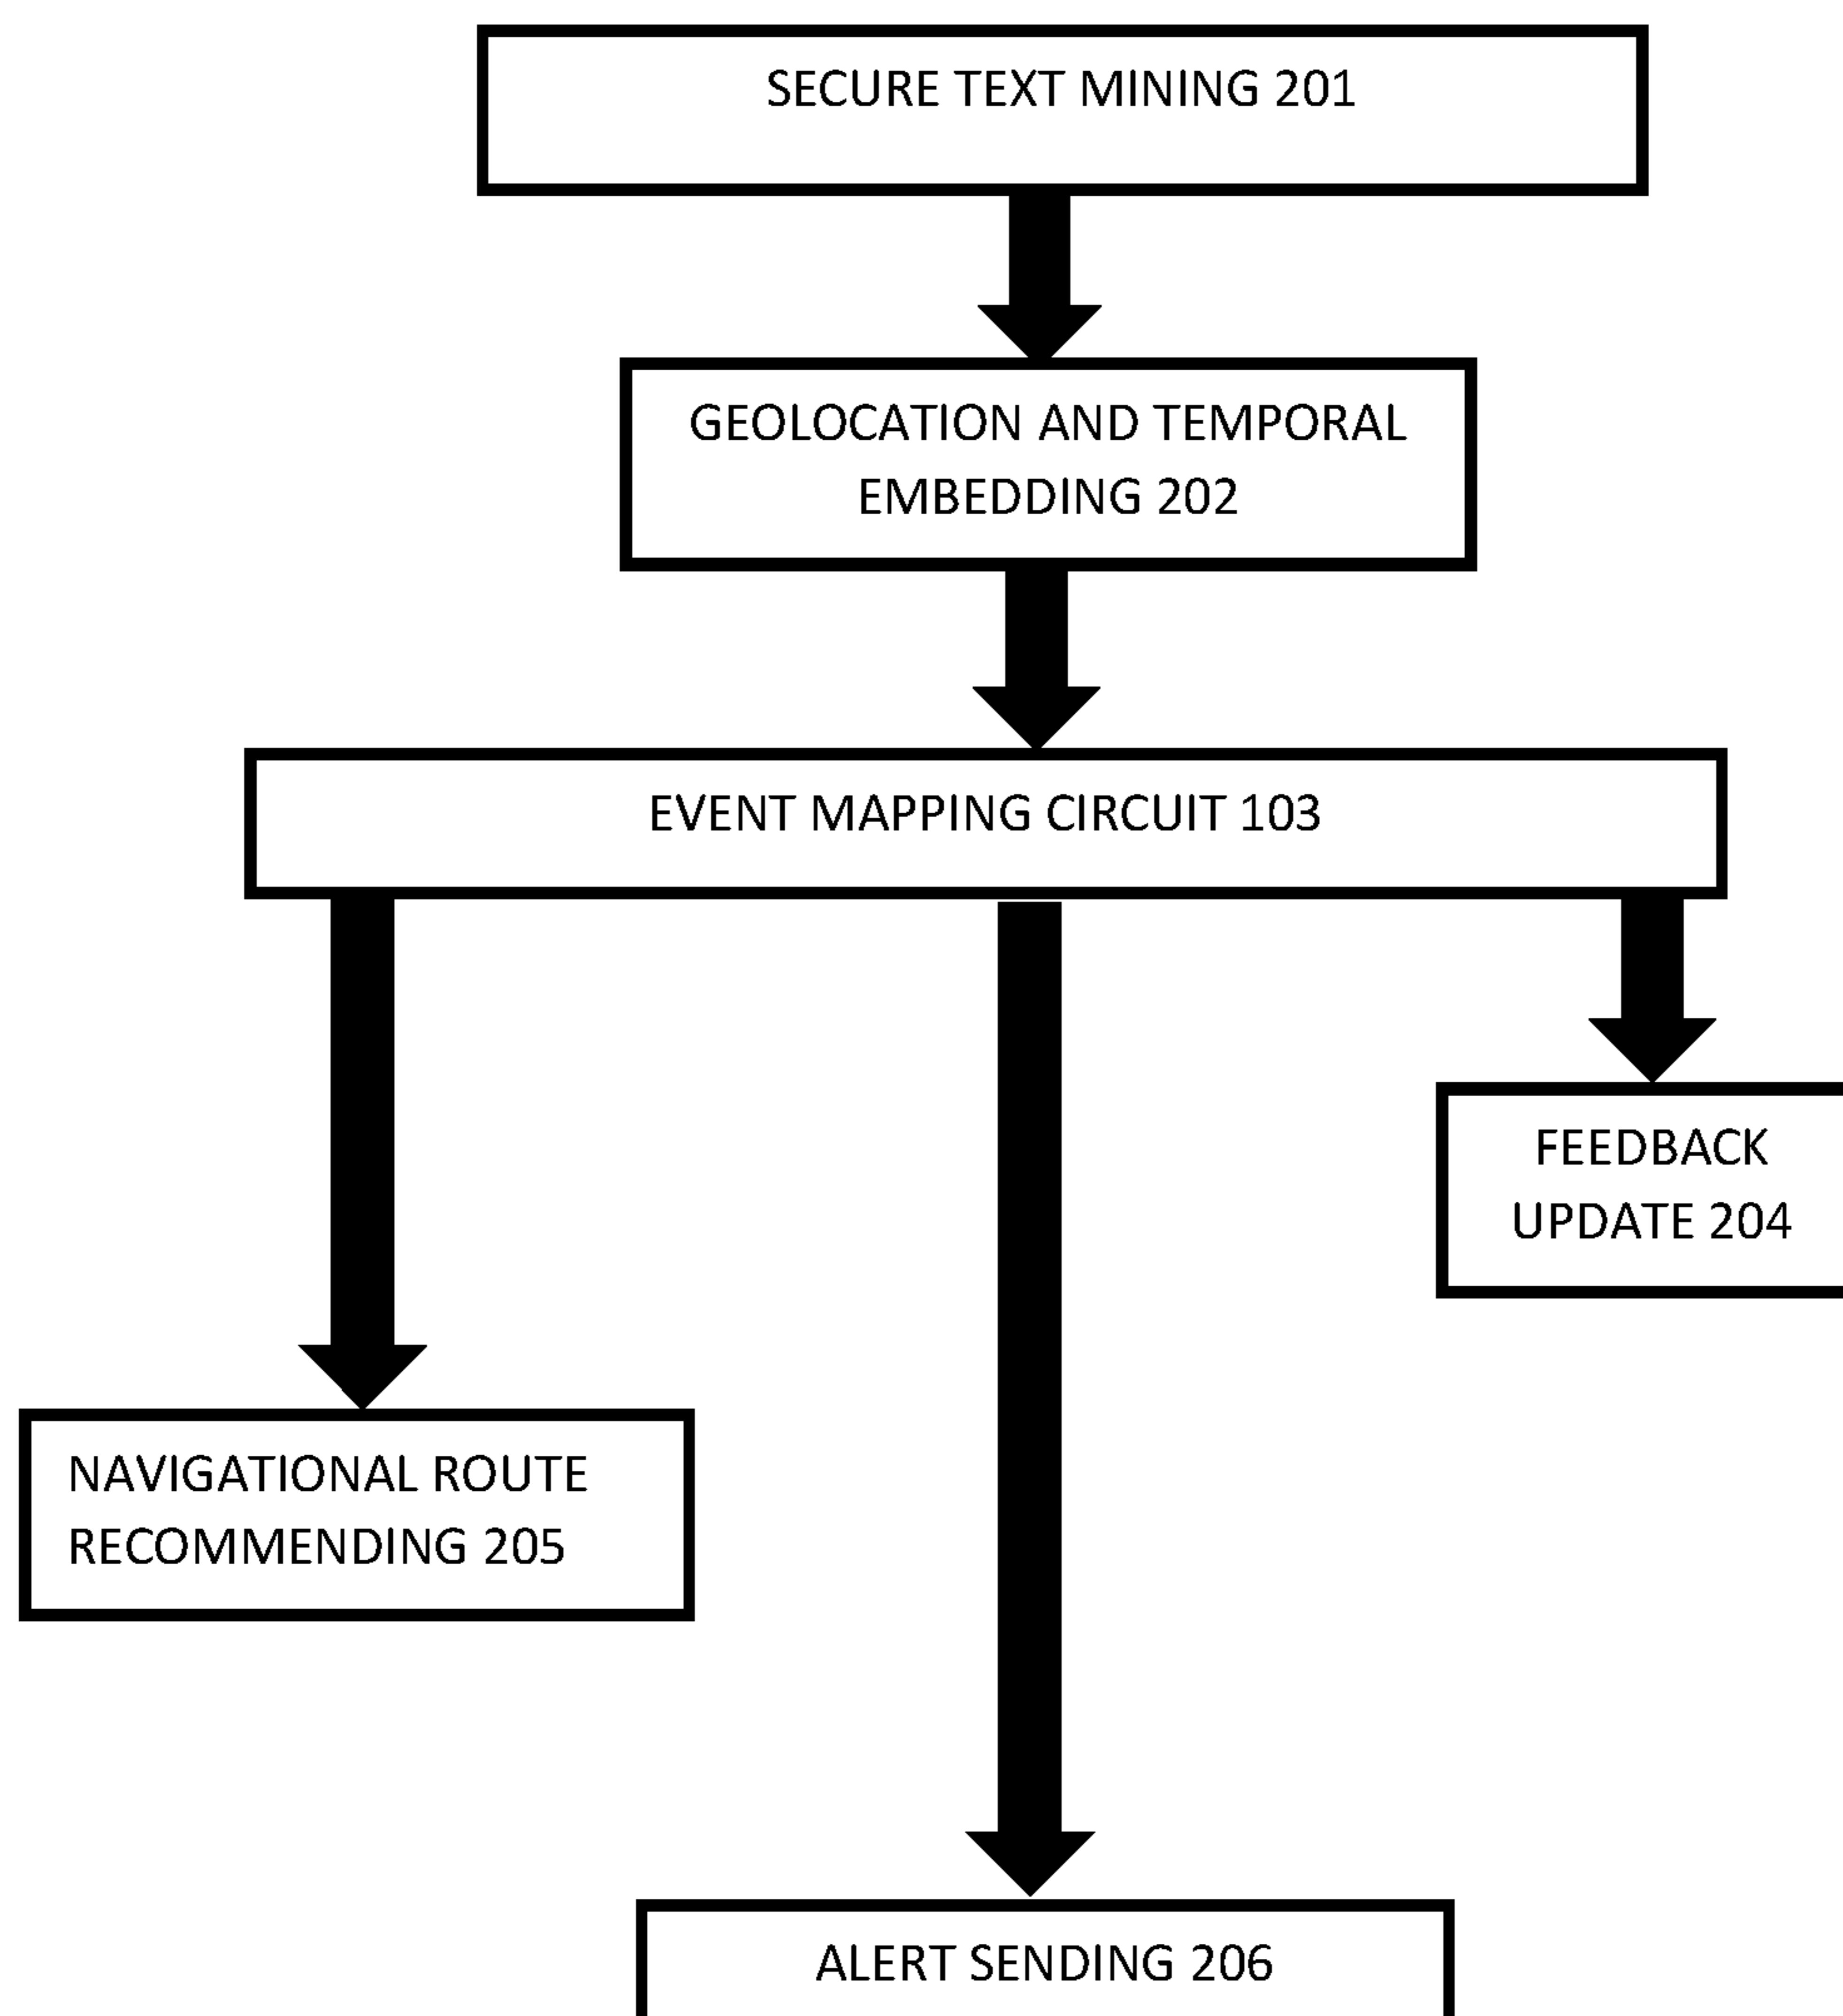 SECURE TEXT MINING 201
GEOLOCATION AND TEMPORAL
EMBEDDING 202
EVENT MAPPING CIRCUIT 103
FEEDBACK
UPDATE 204
NAVIGATIONAL ROUTE
RECOMMENDING 205
ALERT SENDING 206